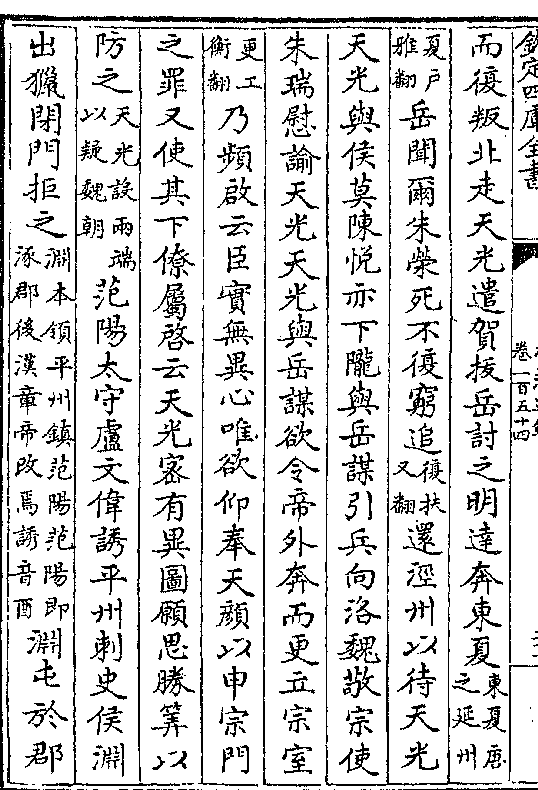 欽定四庫全書
卷一百五十四
而復叛北走天光遣賀拔岳討之明達奔東夏東夏唐之延州
夏戶雅翻岳聞爾朱榮死不復窮追復扶又翻還涇州以待天光
天光與侯莫陳悅亦下隴與岳謀引兵向洛魏敬宗使
朱瑞慰諭天光天光與岳謀欲令帝外奔而更立宗室
更工衡翻乃頻啟云臣實無異心唯欲仰奉天顏以申宗門
之罪又使其下僚屬啓云天光密有異圖願思勝筭以
防之天光設兩端以疑魏朝范陽太守盧文偉誘平州刺史侯淵
出獵閉門拒之淵本領平州鎮范陽范陽即涿郡後漢章帝改焉誘音酉淵屯於郡